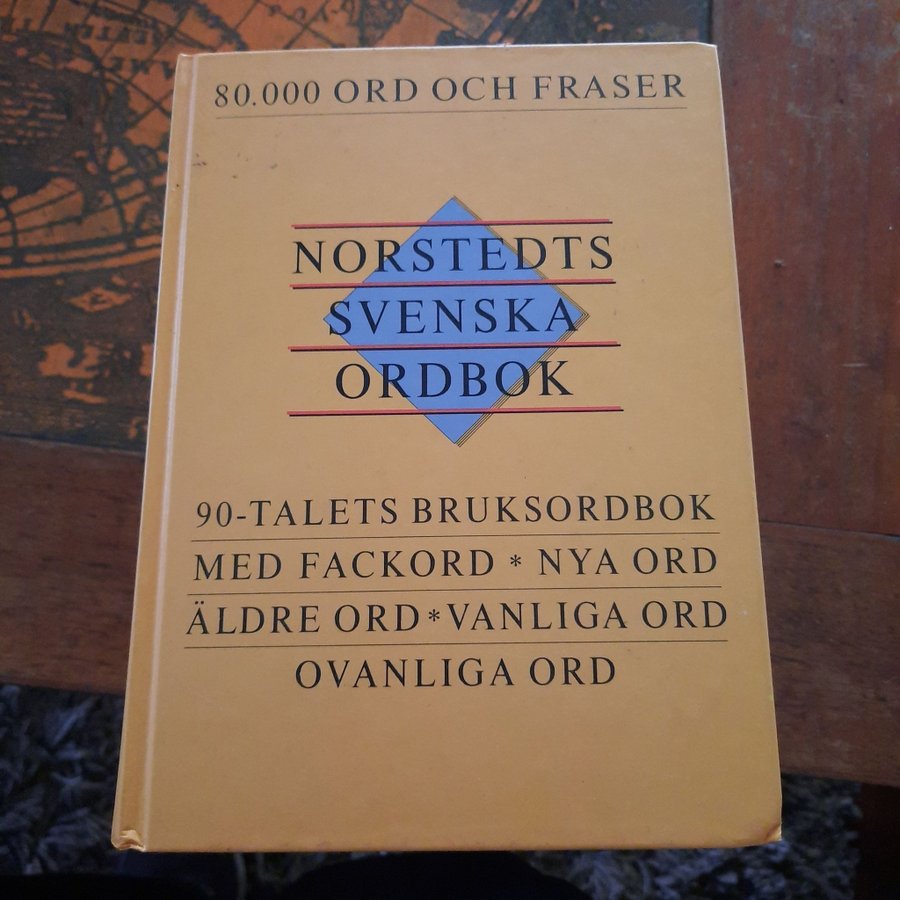 80.000 ORD OCH FRASER
NORSTEDTS
SVENSKA
ORDBOK
90-TALETS BRUKSORDBOK
MED FACKORD * NYA ORD
ÄLDRE ORD * VANLIGA ORD
OVANLIGA ORD